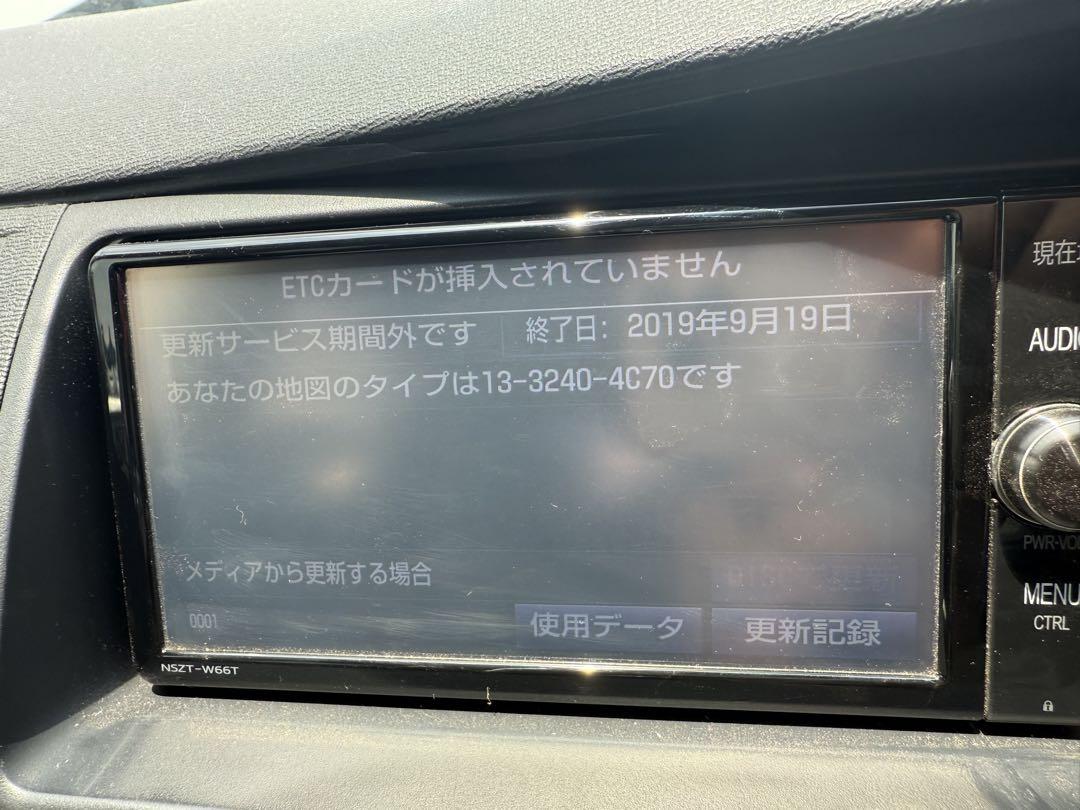 ETCカードが挿入されていません
更新サービス期間外です 終了日: 2019年9月19日
あなたの地図のタイプは13-3240-4C70です
メディアから更新する場合
0001 使用データ 更新記録
NSZT-W66T
現在
AUDIO
PWR-VOL
MENU
CTRL